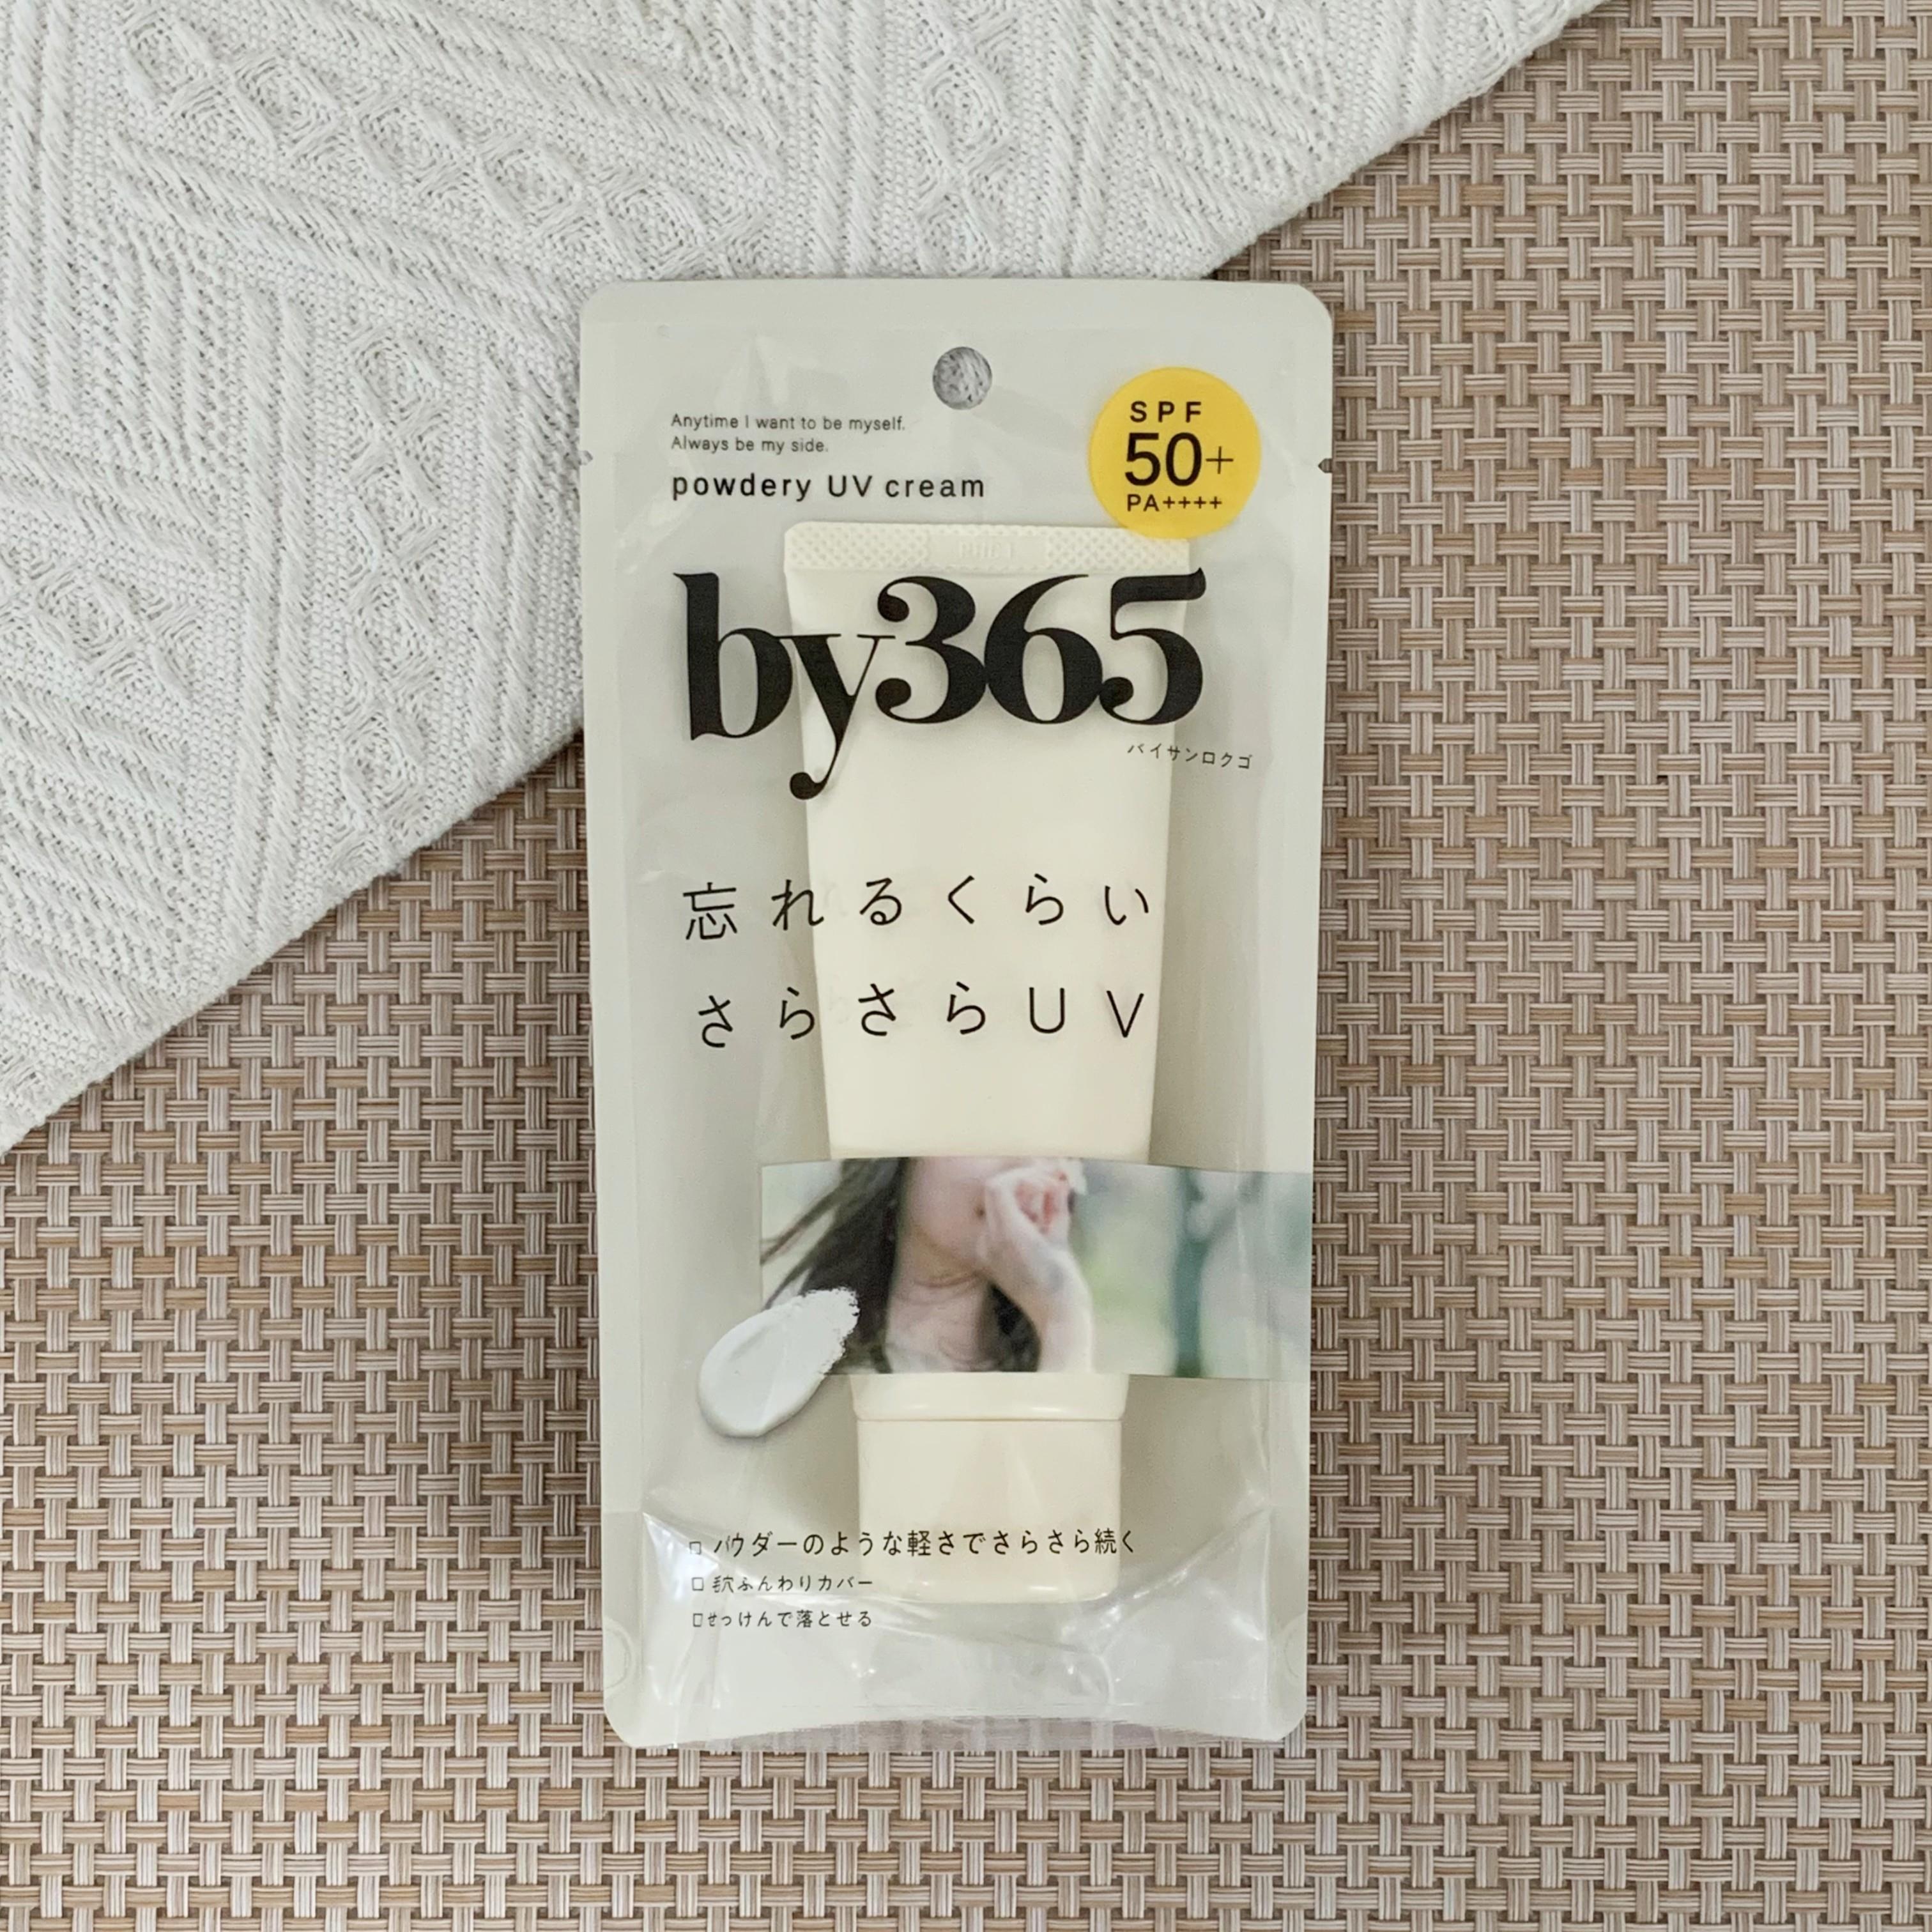 Anytime I want to be myself.
Always be my side.
powdery UV cream
SPF
50+
PA++++
by365
バイサンロクゴ
忘れるくらい
さらさらUV
□ パウダーのような軽さでさらさら続く
□ 毛穴ふんわりカバー
□せっけんで落とせる